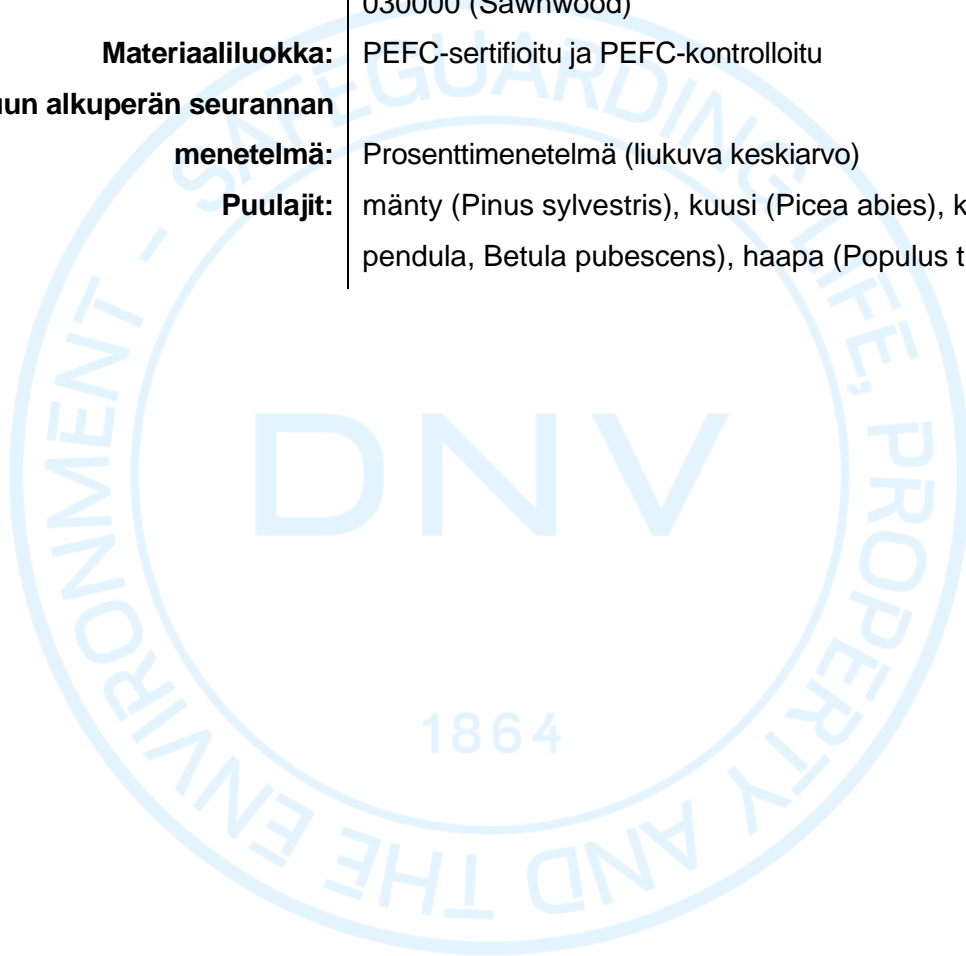 030000 (Sawnwood)
Materiaaliluokka: PEFC-sertifioitu ja PEFC-kontrolloitu
alkuperän seurannan
menetelmä: Prosenttimenetelmä (liukuva keskiarvo)
Puulajit: mänty (Pinus sylvestris), kuusi (Picea abies),
pendula, Betula pubescens), haapa (Populus
SAFEGUARDING LIFE, PROPERTY AND THE ENVIRONMENT -
DNV
1864